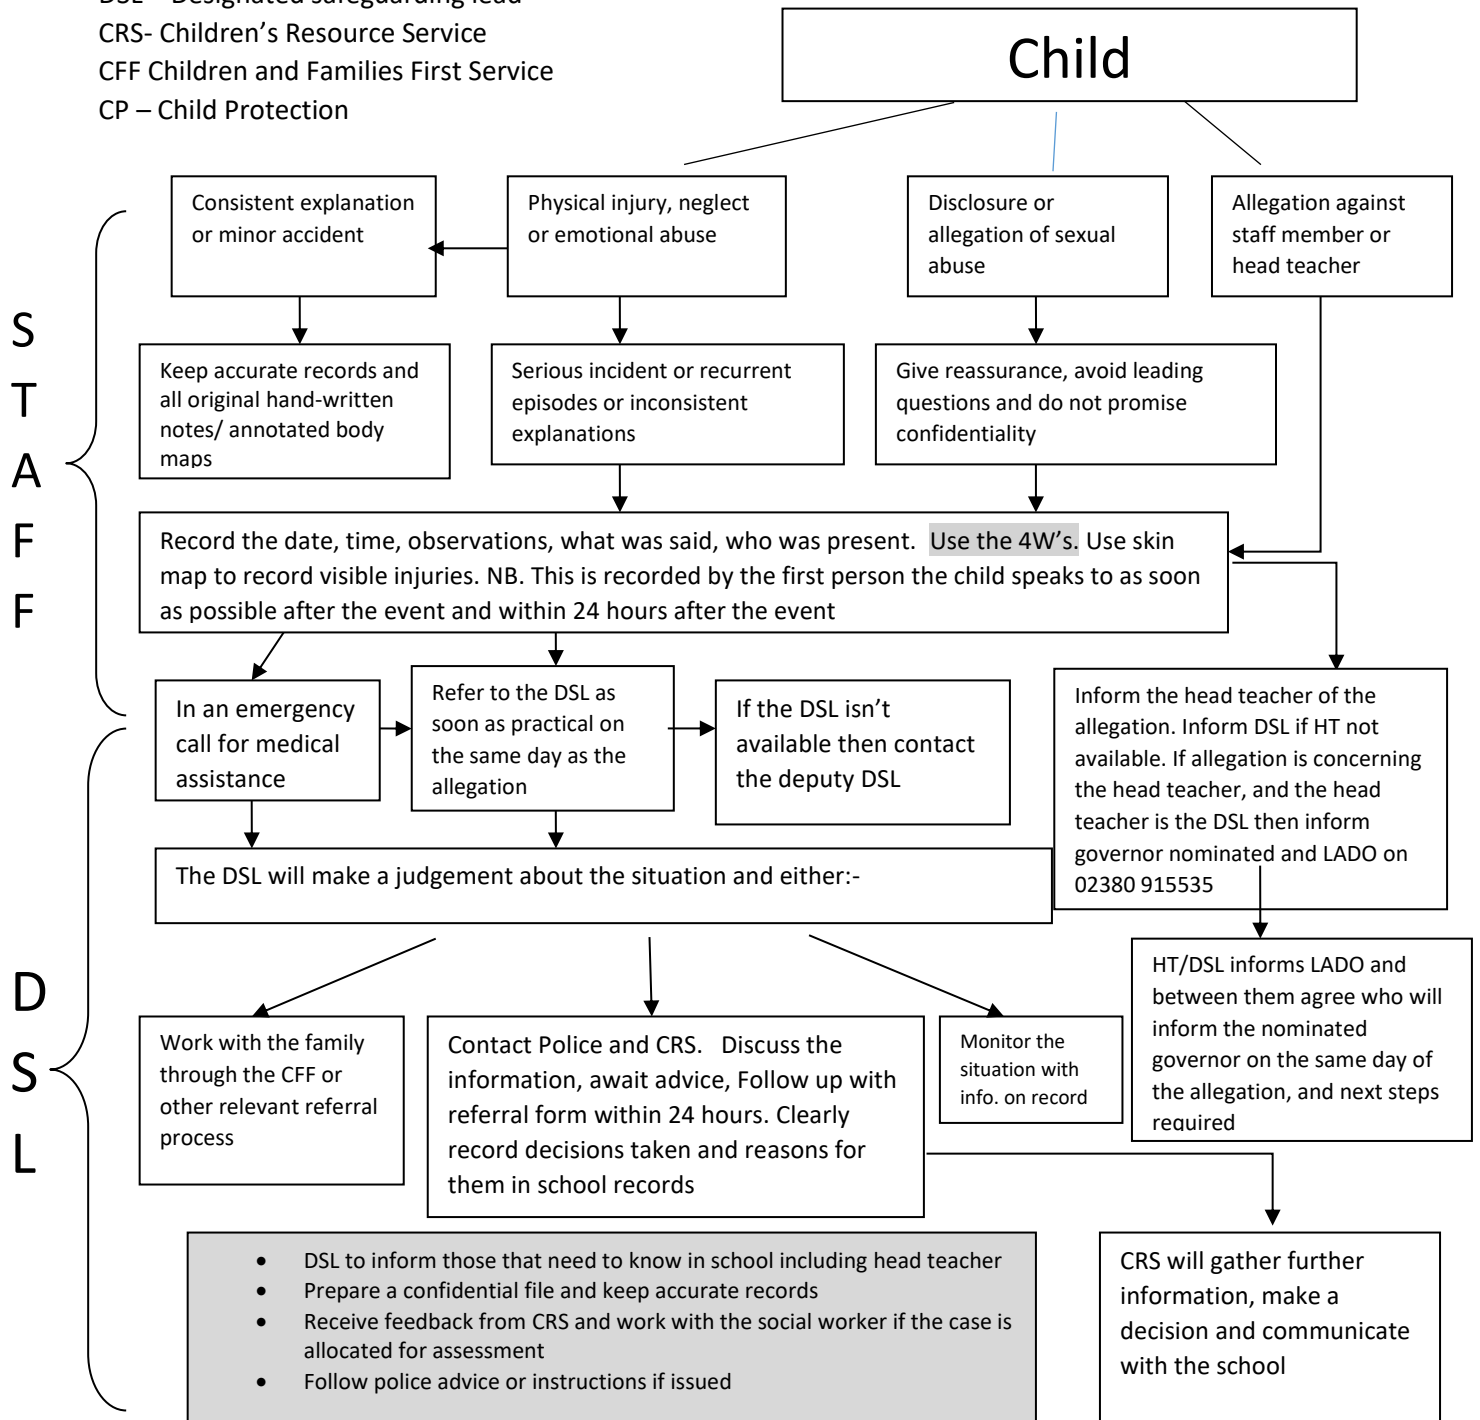 DSL – Designated safeguarding lead
CRS- Children's Resource Service
CFF Children and Families First Service
CP – Child Protection
Child
Consistent explanation
or minor accident
Physical injury, neglect
or emotional abuse
Disclosure or
allegation of sexual
abuse
Allegation against
staff member or
head teacher
S
T
A
F
F
Keep accurate records and
all original hand-written
notes/ annotated body
maps
Serious incident or recurrent
episodes or inconsistent
explanations
Give reassurance, avoid leading
questions and do not promise
confidentiality
Record the date, time, observations, what was said, who was present.  Use the 4W's. Use skin
map to record visible injuries. NB. This is recorded by the first person the child speaks to as soon
as possible after the event and within 24 hours after the event
In an emergency
call for medical
assistance
Refer to the DSL as
soon as practical on
the same day as the
allegation
If the DSL isn't
available then contact
the deputy DSL
Inform the head teacher of the
allegation. Inform DSL if HT not
available. If allegation is concerning
the head teacher, and the head
teacher is the DSL then inform
governor nominated and LADO on
02380 915535
The DSL will make a judgement about the situation and either:-
D
S
L
Work with the family
through the CFF or
other relevant referral
process
Contact Police and CRS.   Discuss the
information, await advice, Follow up with
referral form within 24 hours. Clearly
record decisions taken and reasons for
them in school records
Monitor the
situation with
info. on record
HT/DSL informs LADO and
between them agree who will
inform the nominated
governor on the same day of
the allegation, and next steps
required
• DSL to inform those that need to know in school including head teacher
• Prepare a confidential file and keep accurate records
• Receive feedback from CRS and work with the social worker if the case is
allocated for assessment
• Follow police advice or instructions if issued
CRS will gather further
information, make a
decision and communicate
with the school